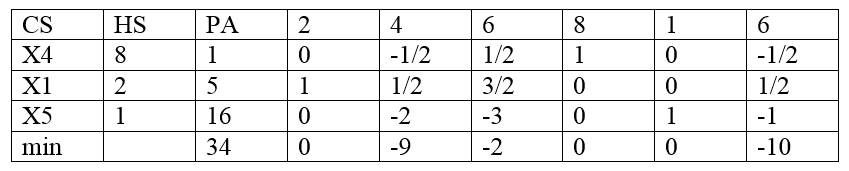 CS HS PA 2 4 6 8 1 6
X4 8 1 0 -1/2 1/2 1 0 -1/2
X1 2 5 1 1/2 3/2 0 0 1/2
X5 1 16 0 -2 -3 0 1 -1
min 34 0 -9 -2 0 0 -10